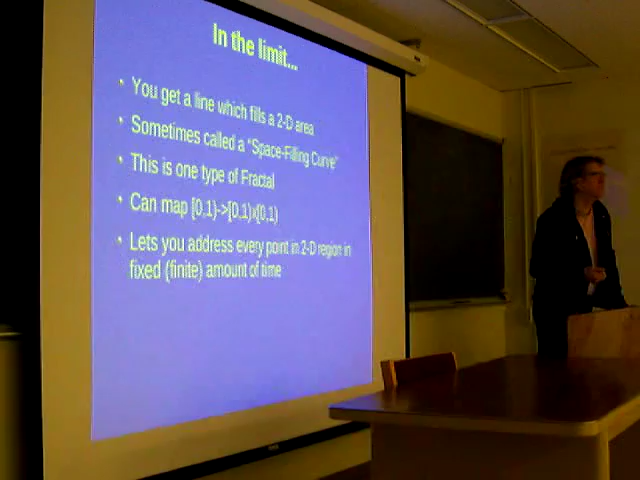 In the limit...
• You get a line which fills a 2-D area
• Sometimes called a "Space-Filling Curve"
• This is one type of Fractal
• Can map [0,1)->[0,1)x[0,1)
• Lets you address every point in 2-D region in
fixed (finite) amount of time